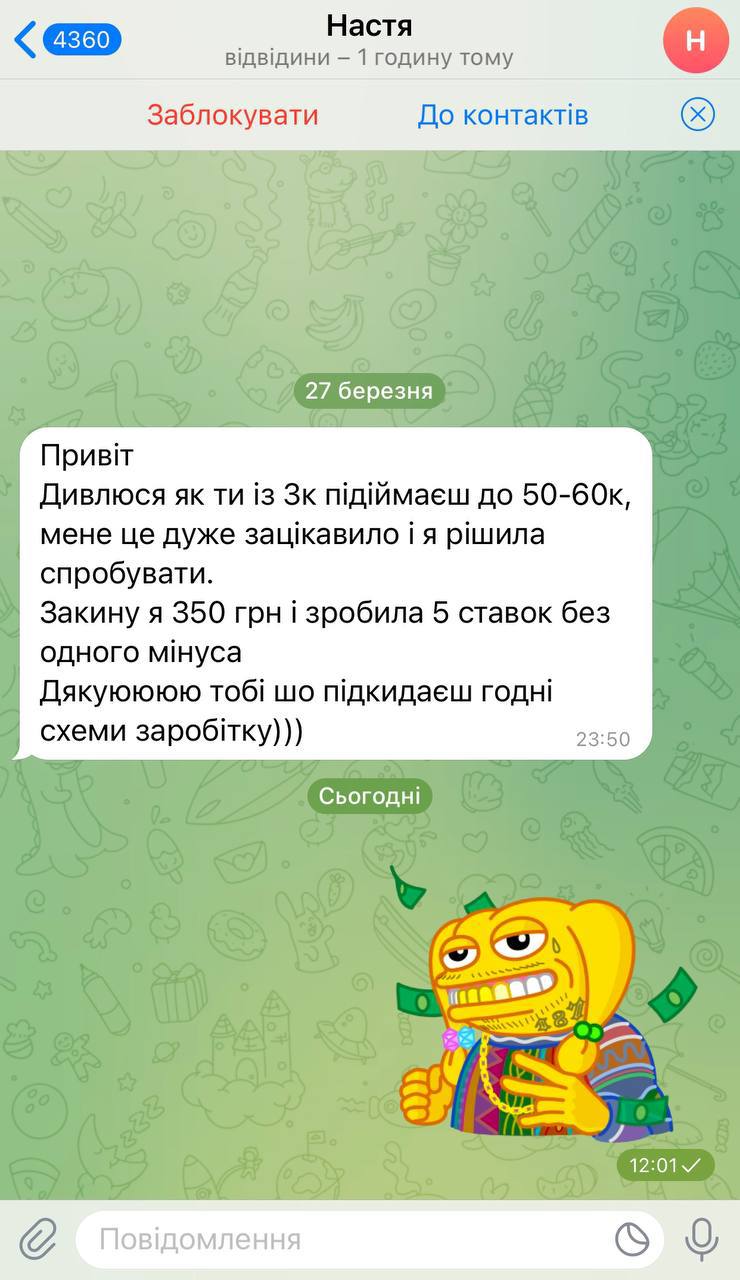 4360
Настя
відвідини – 1 годину тому
Н
Заблокувати
До контактів
27 березня
Привіт
Дивлюся як ти із 3к підіймаєш до 50-60к,
мене це дуже зацікавило і я рішила
спробувати.
Закину я 350 грн і зробила 5 ставок без
одного мінуса
Дякуюююю тобі шо підкидаєш годні
схеми заробітку)))
23:50
Сьогодні
12:01
Повідомлення